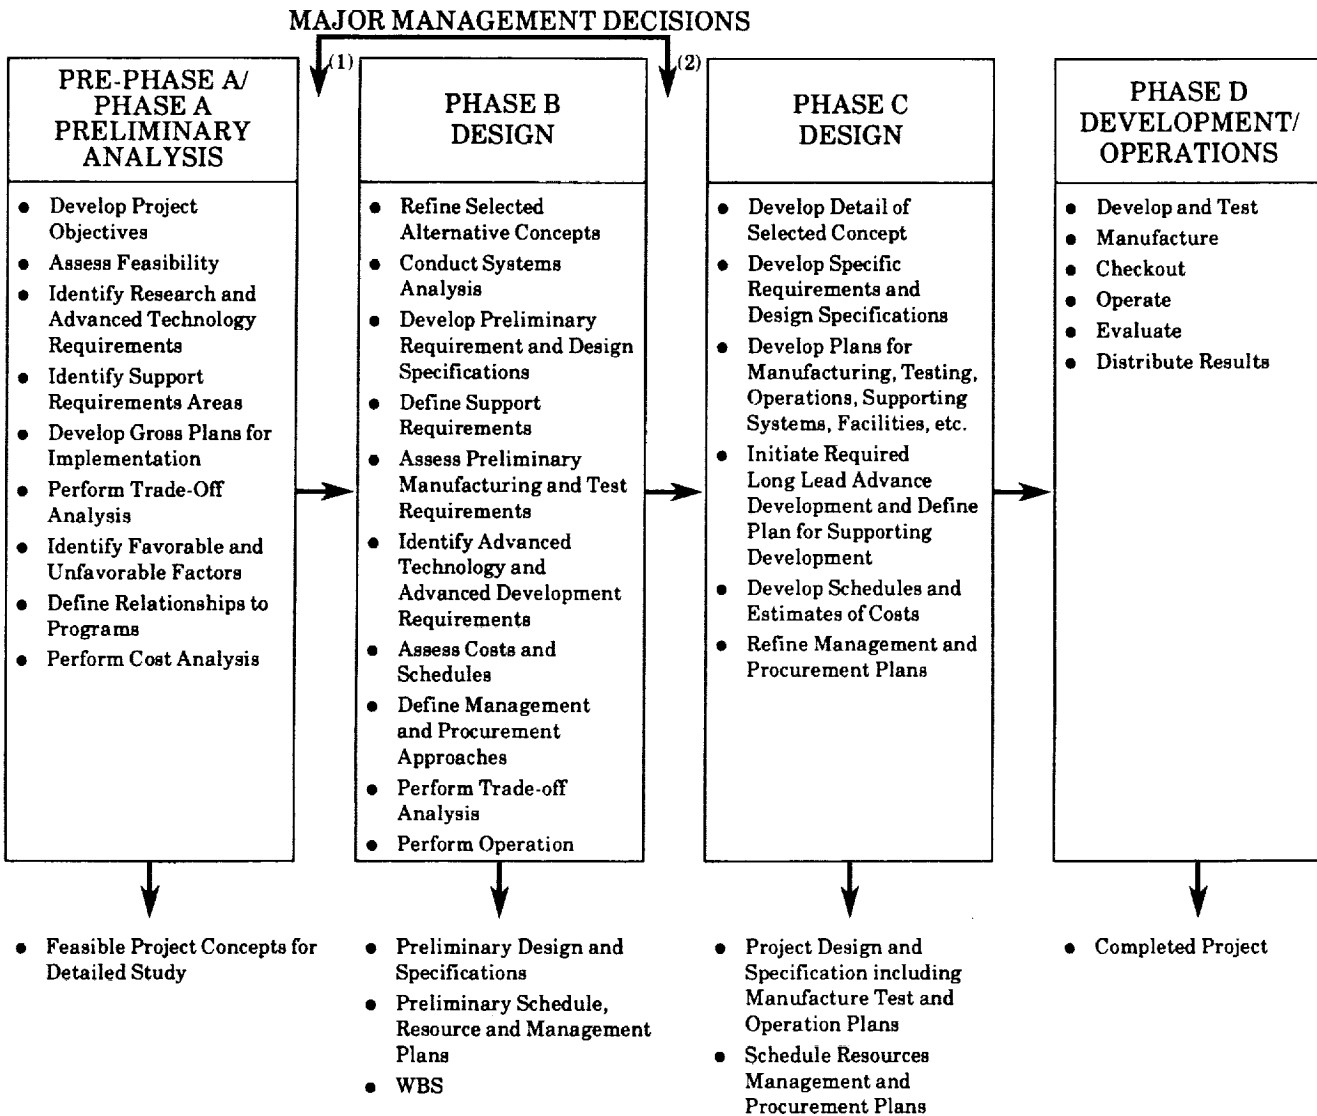 MAJOR MANAGEMENT DECISIONS
(1)
(2)
PRE-PHASE A/
PHASE A
PRELIMINARY
ANALYSIS
• Develop Project
Objectives
• Assess Feasibility
• Identify Research and
Advanced Technology
Requirements
• Identify Support
Requirements Areas
• Develop Gross Plans for
Implementation
• Perform Trade-Off
Analysis
• Identify Favorable and
Unfavorable Factors
• Define Relationships to
Programs
• Perform Cost Analysis
• Feasible Project Concepts for
Detailed Study
PHASE B
DESIGN
• Refine Selected
Alternative Concepts
• Conduct Systems
Analysis
• Develop Preliminary
Requirement and Design
Specifications
• Define Support
Requirements
• Assess Preliminary
Manufacturing and Test
Requirements
• Identify Advanced
Technology and
Advanced Development
Requirements
• Assess Costs and
Schedules
• Define Management
and Procurement
Approaches
• Perform Trade-off
Analysis
• Perform Operation
• Preliminary Design and
Specifications
• Preliminary Schedule,
Resource and Management
Plans
• WBS
PHASE C
DESIGN
• Develop Detail of
Selected Concept
• Develop Specific
Requirements and
Design Specifications
• Develop Plans for
Manufacturing, Testing,
Operations, Supporting
Systems, Facilities, etc.
• Initiate Required
Long Lead Advance
Development and Define
Plan for Supporting
Development
• Develop Schedules and
Estimates of Costs
• Refine Management and
Procurement Plans
• Project Design and
Specification including
Manufacture Test and
Operation Plans
• Schedule Resources
Management and
Procurement Plans
PHASE D
DEVELOPMENT/
OPERATIONS
• Develop and Test
• Manufacture
• Checkout
• Operate
• Evaluate
• Distribute Results
• Completed Project